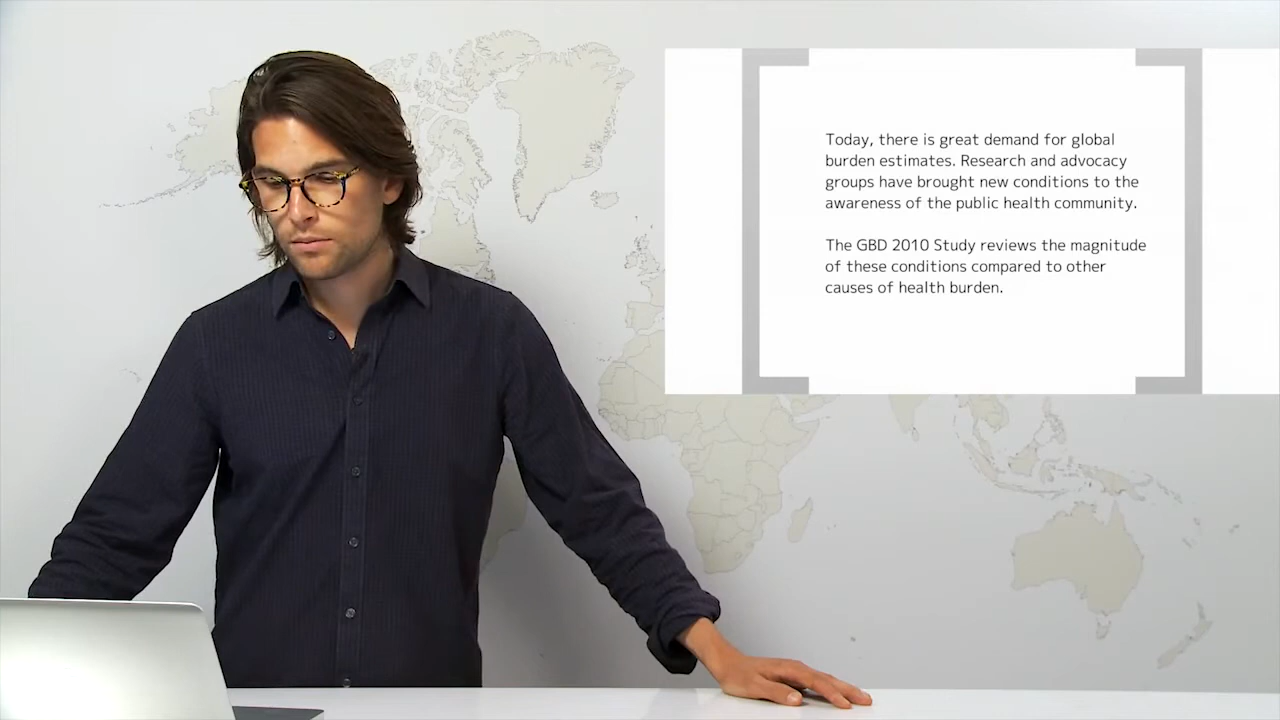 Today, there is great demand for global
burden estimates. Research and advocacy
groups have brought new conditions to the
awareness of the public health community.
The GBD 2010 Study reviews the magnitude
of these conditions compared to other
causes of health burden.